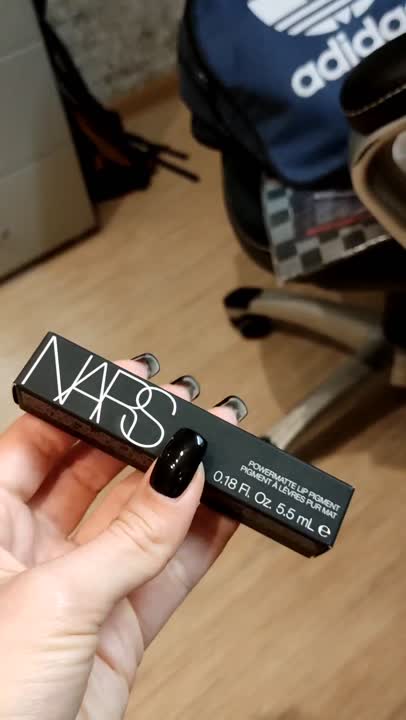 adidas
NARS
POWERMATTE LIP PIGMENT
PIGMENT À LÈVRES PUR MAT
0.18 Fl. Oz. 5.5 mL e